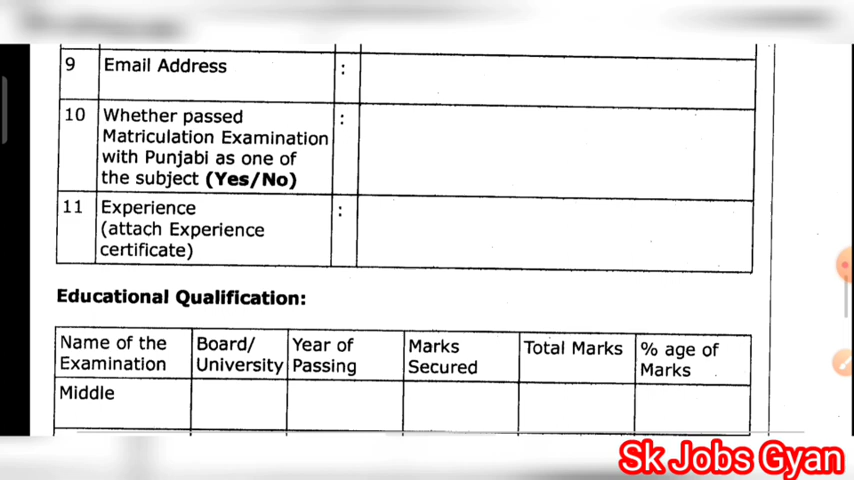 9 Email Address :
10 Whether passed :
Matriculation Examination
with Punjabi as one of
the subject (Yes/No)
11 Experience :
(attach Experience
certificate)
Educational Qualification:
Name of the Board/ Year of Marks Total Marks % age of
Examination University Passing Secured Marks
Middle
Sk Jobs Gyan